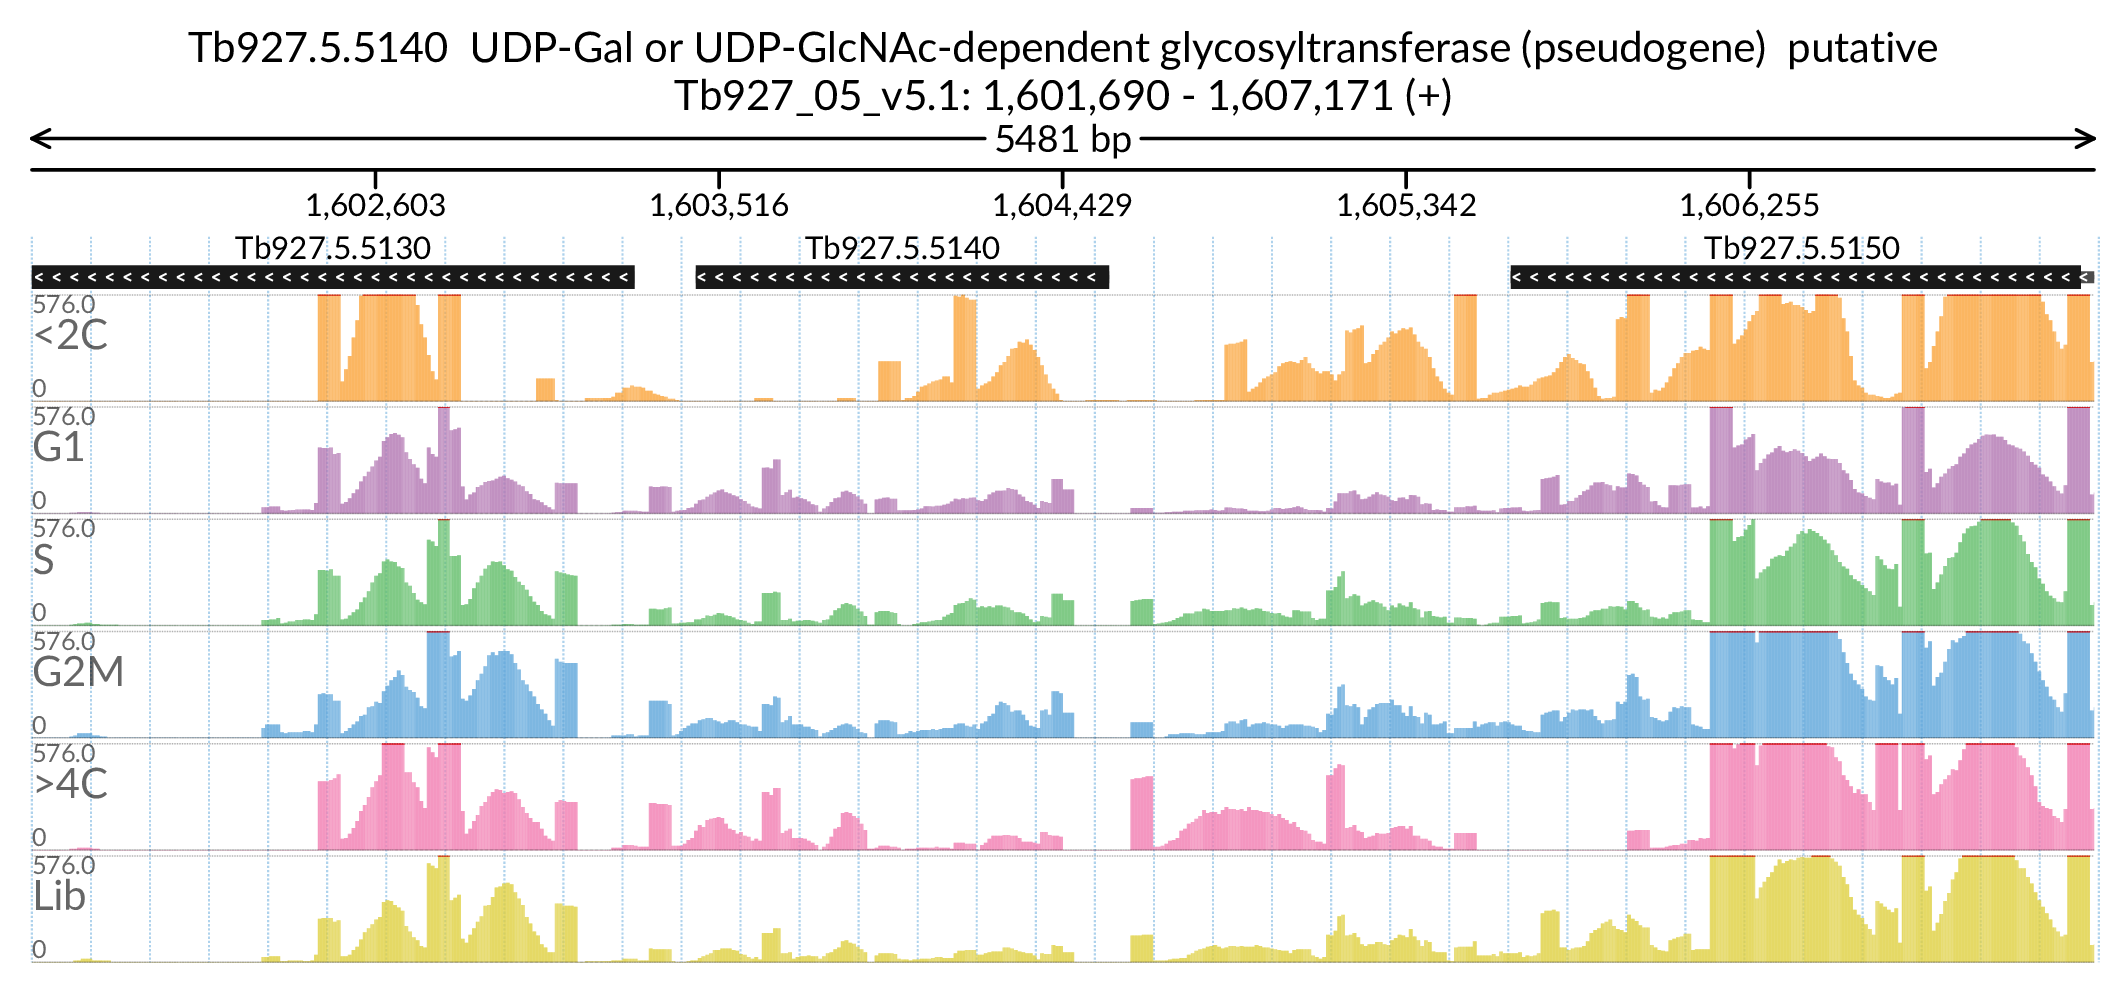 Tb927.5.5140  UDP-Gal or UDP-GlcNAc-dependent glycosyltransferase (pseudogene)  putative
Tb927_05_v5.1: 1,601,690 - 1,607,171 (+)
5481 bp
1,602,603 1,603,516 1,604,429 1,605,342 1,606,255
Tb927.5.5130 Tb927.5.5140 Tb927.5.5150
576.0
<2C
0
576.0
G1
0
576.0
S
0
576.0
G2M
0
576.0
>4C
0
576.0
Lib
0